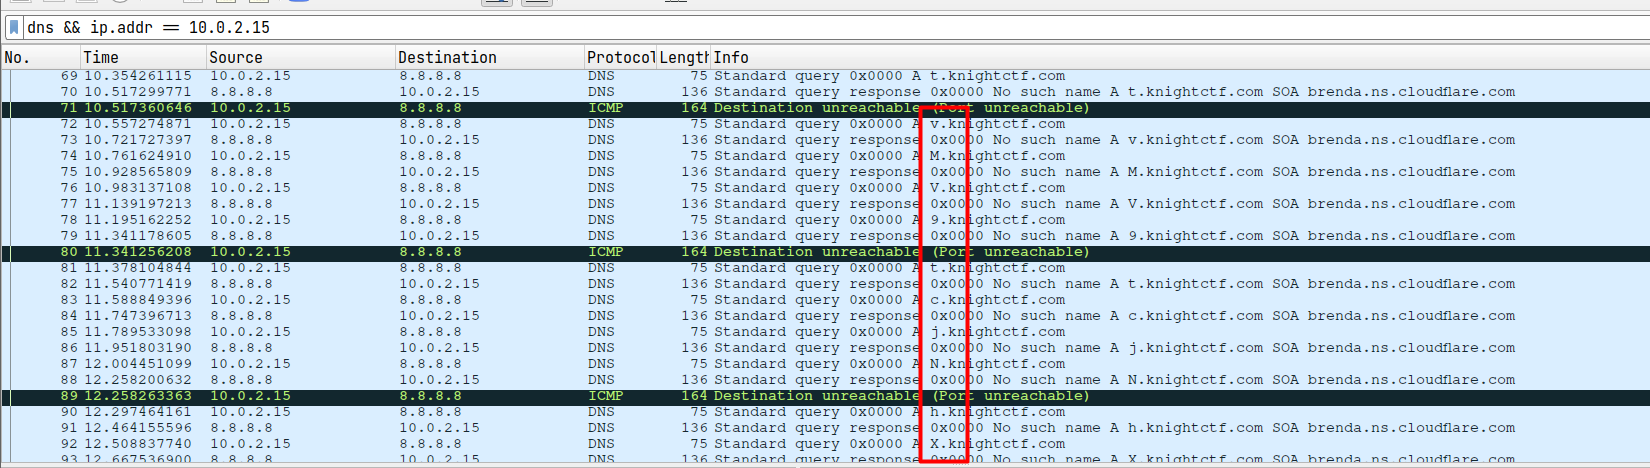 dns && ip.addr == 10.0.2.15
No. Time Source Destination Protocol Length Info
69 10.354261115 10.0.2.15 8.8.8.8 DNS 75 Standard query 0x0000 A t.knightctf.com
70 10.517299771 8.8.8.8 10.0.2.15 DNS 136 Standard query response 0x0000 No such name A t.knightctf.com SOA brenda.ns.cloudflare.com
71 10.517360646 10.0.2.15 8.8.8.8 ICMP 164 Destination unreachable (Port unreachable)
72 10.557274871 10.0.2.15 8.8.8.8 DNS 75 Standard query 0x0000 A v.knightctf.com
73 10.721727397 8.8.8.8 10.0.2.15 DNS 136 Standard query response 0x0000 No such name A v.knightctf.com SOA brenda.ns.cloudflare.com
74 10.761624910 10.0.2.15 8.8.8.8 DNS 75 Standard query 0x0000 A M.knightctf.com
75 10.928565809 8.8.8.8 10.0.2.15 DNS 136 Standard query response 0x0000 No such name A M.knightctf.com SOA brenda.ns.cloudflare.com
76 10.983137108 10.0.2.15 8.8.8.8 DNS 75 Standard query 0x0000 A V.knightctf.com
77 11.139197213 8.8.8.8 10.0.2.15 DNS 136 Standard query response 0x0000 No such name A V.knightctf.com SOA brenda.ns.cloudflare.com
78 11.195162252 10.0.2.15 8.8.8.8 DNS 75 Standard query 0x0000 A 9.knightctf.com
79 11.341178605 8.8.8.8 10.0.2.15 DNS 136 Standard query response 0x0000 No such name A 9.knightctf.com SOA brenda.ns.cloudflare.com
80 11.341256208 10.0.2.15 8.8.8.8 ICMP 164 Destination unreachable (Port unreachable)
81 11.378104844 10.0.2.15 8.8.8.8 DNS 75 Standard query 0x0000 A t.knightctf.com
82 11.540771419 8.8.8.8 10.0.2.15 DNS 136 Standard query response 0x0000 No such name A t.knightctf.com SOA brenda.ns.cloudflare.com
83 11.588849396 10.0.2.15 8.8.8.8 DNS 75 Standard query 0x0000 A c.knightctf.com
84 11.747396713 8.8.8.8 10.0.2.15 DNS 136 Standard query response 0x0000 No such name A c.knightctf.com SOA brenda.ns.cloudflare.com
85 11.789533098 10.0.2.15 8.8.8.8 DNS 75 Standard query 0x0000 A j.knightctf.com
86 11.951803190 8.8.8.8 10.0.2.15 DNS 136 Standard query response 0x0000 No such name A j.knightctf.com SOA brenda.ns.cloudflare.com
87 12.004451099 10.0.2.15 8.8.8.8 DNS 75 Standard query 0x0000 A N.knightctf.com
88 12.258200632 8.8.8.8 10.0.2.15 DNS 136 Standard query response 0x0000 No such name A N.knightctf.com SOA brenda.ns.cloudflare.com
89 12.258263363 10.0.2.15 8.8.8.8 ICMP 164 Destination unreachable (Port unreachable)
90 12.297464161 10.0.2.15 8.8.8.8 DNS 75 Standard query 0x0000 A h.knightctf.com
91 12.464155596 8.8.8.8 10.0.2.15 DNS 136 Standard query response 0x0000 No such name A h.knightctf.com SOA brenda.ns.cloudflare.com
92 12.508837740 10.0.2.15 8.8.8.8 DNS 75 Standard query 0x0000 A X.knightctf.com
93 12.667536900 8.8.8.8 10.0.2.15 DNS 136 Standard query response 0x0000 No such name A X.knightctf.com SOA brenda.ns.cloudflare.com